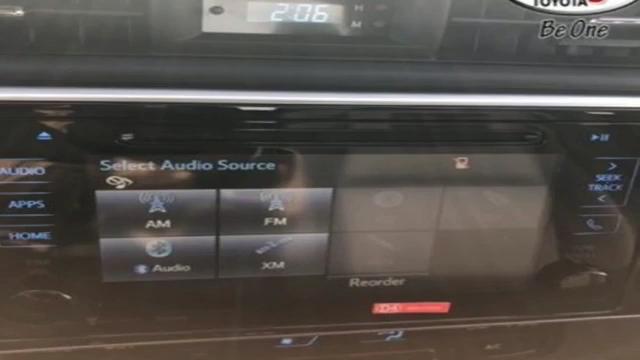 TOYOTA
Be One
2:06
H
M
AUDIO
APPS
HOME
Select Audio Source
AM
FM
Audio
XM
Reorder
SEEK
TRACK